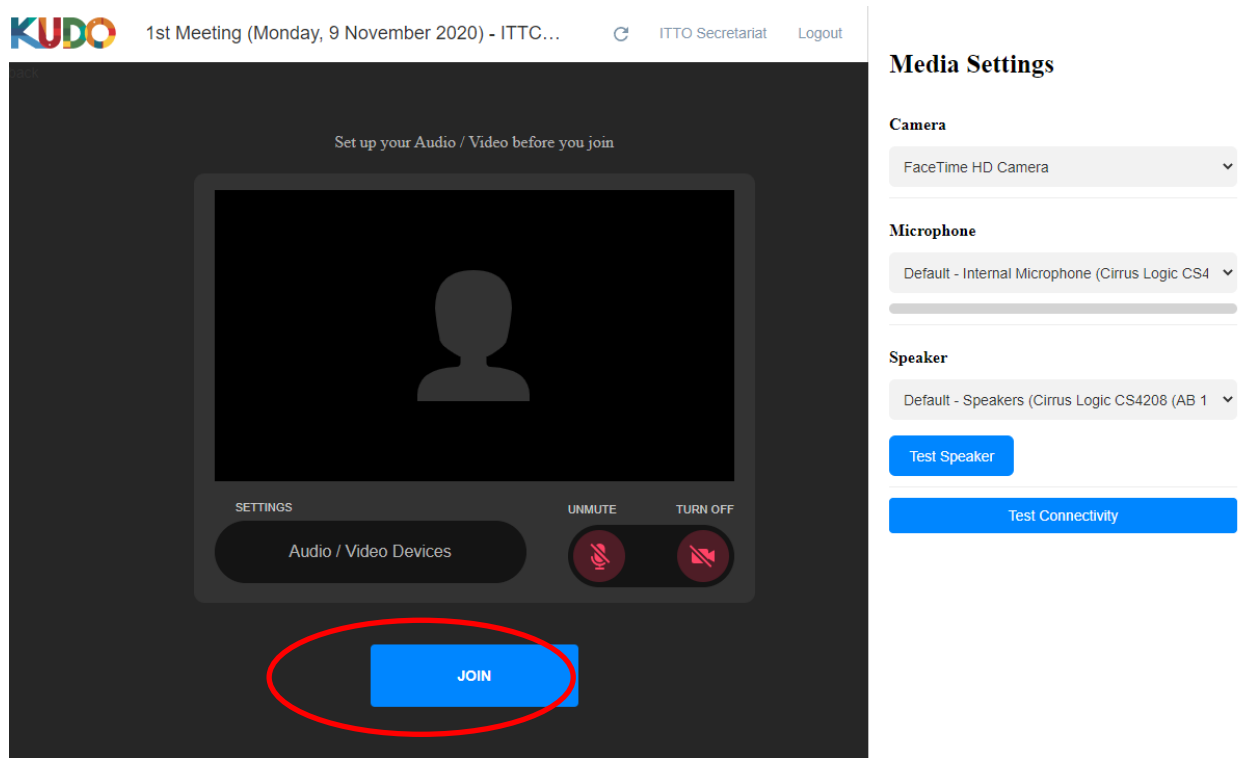 KUDO
1st Meeting (Monday, 9 November 2020) - ITTC...
ITTO Secretariat
Logout
back
Set up your Audio / Video before you join
SETTINGS
UNMUTE
TURN OFF
Audio / Video Devices
JOIN
Media Settings
Camera
FaceTime HD Camera
Microphone
Default - Internal Microphone (Cirrus Logic CS4
Speaker
Default - Speakers (Cirrus Logic CS4208 (AB 1
Test Speaker
Test Connectivity